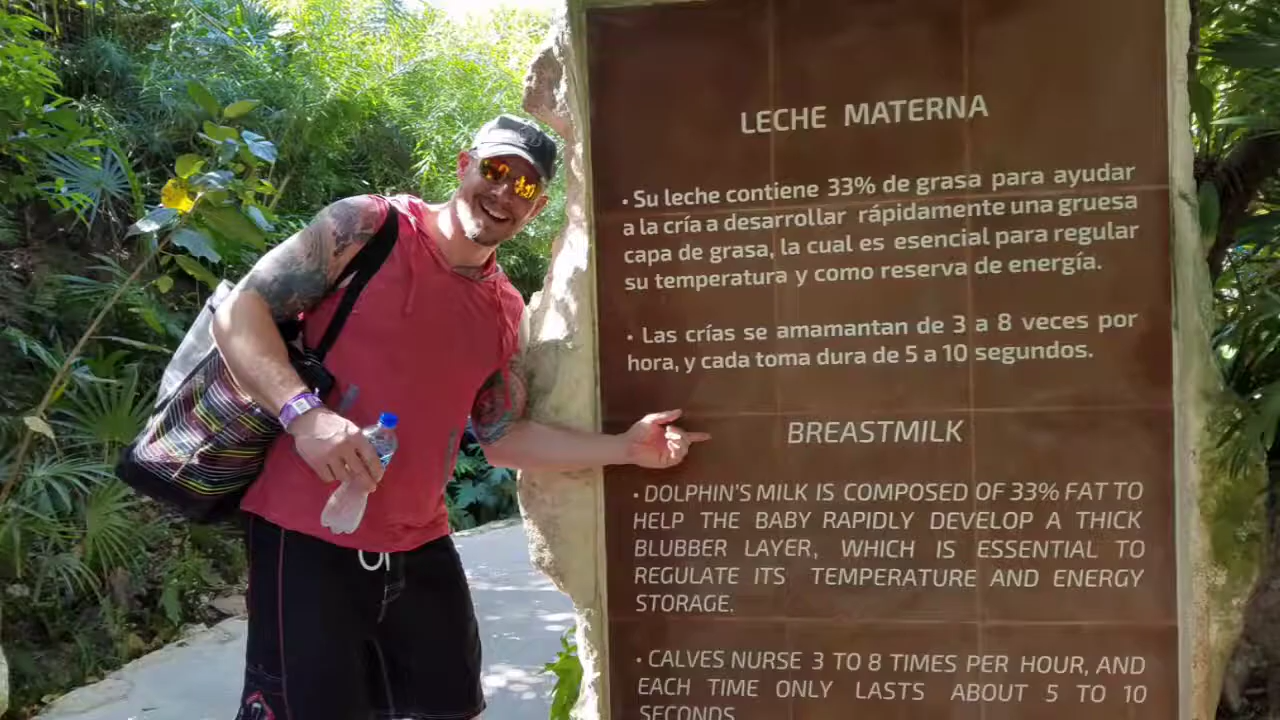 LECHE MATERNA
• Su leche contiene 33% de grasa para ayudar
a la cría a desarrollar rápidamente una gruesa
capa de grasa, la cual es esencial para regular
su temperatura y como reserva de energía.
• Las crías se amamantan de 3 a 8 veces por
hora, y cada toma dura de 5 a 10 segundos.
BREASTMILK
• DOLPHIN'S MILK IS COMPOSED OF 33% FAT TO
HELP THE BABY RAPIDLY DEVELOP A THICK
BLUBBER LAYER, WHICH IS ESSENTIAL TO
REGULATE ITS TEMPERATURE AND ENERGY
STORAGE.
• CALVES NURSE 3 TO 8 TIMES PER HOUR, AND
EACH TIME ONLY LASTS ABOUT 5 TO 10
SECONDS.